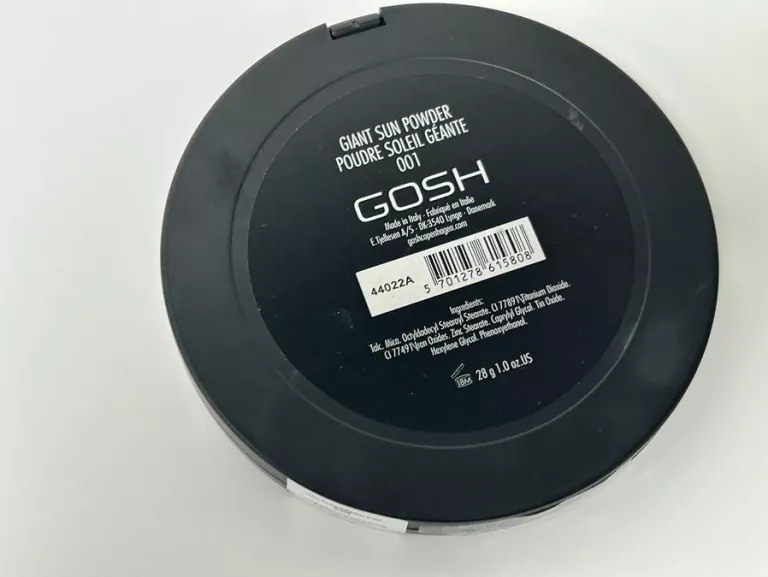 GIANT SUN POWDER
POUDRE SOLEIL GÉANTE
001
GOSH
Made in Italy - Fabriqué en Italie
E.Tjellesen A/S - DK-3540 Lynge - Danemark
goshcopenhagen.com
44022A
5 701278 615808
Ingredients:
Talc. Mica. Octyldodecyl Stearoyl Stearate. CI 77891\Titanium Dioxide.
CI 77491\Iron Oxides. Zinc Stearate. Caprylyl Glycol. Tin Oxide.
Hexylene Glycol. Phenoxyethanol.
18M 28 g 1.0 oz.US